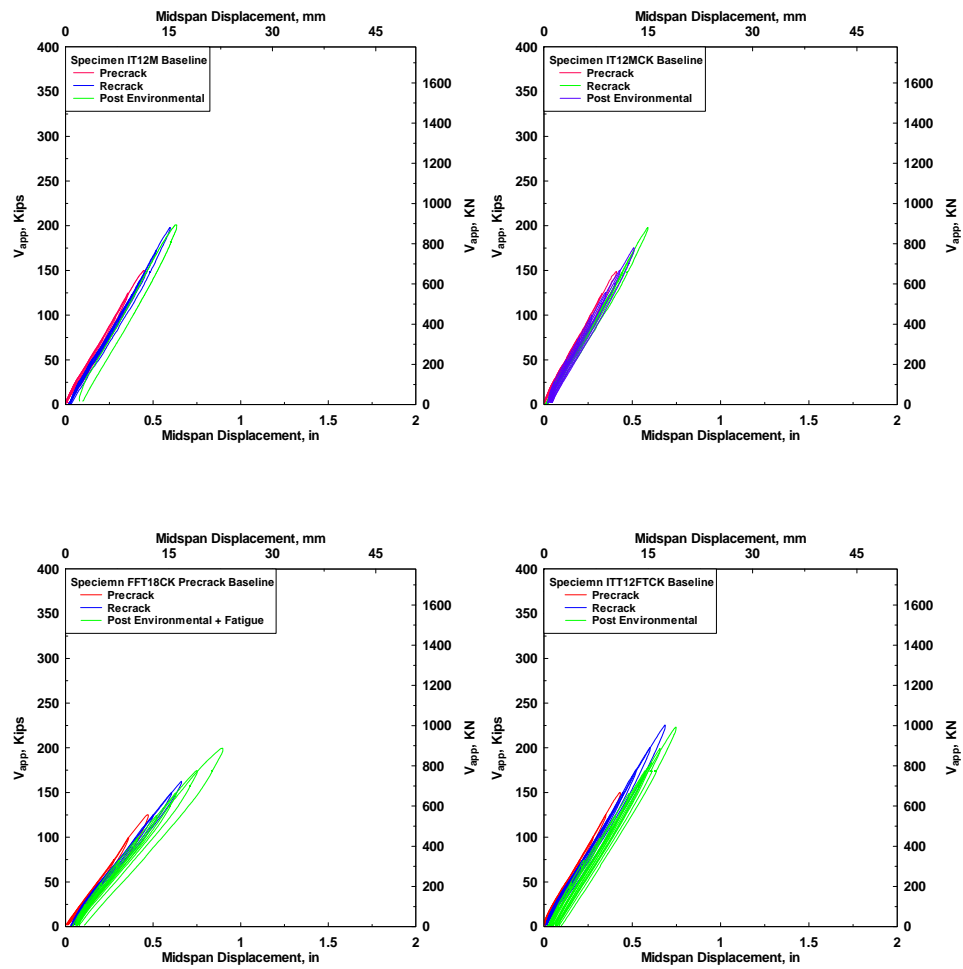 Midspan Displacement, mm
0 15 30 45
400
350
300
250
200
150
100
50
0
V_app, Kips
Specimen IT12M Baseline
Precrack
Recrack
Post Environmental
1600
1400
1200
1000
800
600
400
200
0
V_app, KN
0 0.5 1 1.5 2
Midspan Displacement, in
Midspan Displacement, mm
0 15 30 45
400
350
300
250
200
150
100
50
0
V_app, Kips
Specimen IT12MCK Baseline
Precrack
Recrack
Post Environmental
1600
1400
1200
1000
800
600
400
200
0
V_app, KN
0 0.5 1 1.5 2
Midspan Displacement, in
Midspan Displacement, mm
0 15 30 45
400
350
300
250
200
150
100
50
0
V_app, Kips
Speciemn FFT18CK Precrack Baseline
Precrack
Recrack
Post Environmental + Fatigue
1600
1400
1200
1000
800
600
400
200
0
V_app, KN
0 0.5 1 1.5 2
Midspan Displacement, in
Midspan Displacement, mm
0 15 30 45
400
350
300
250
200
150
100
50
0
V_app, Kips
Speciemn ITT12FTCK Baseline
Precrack
Recrack
Post Environmental
1600
1400
1200
1000
800
600
400
200
0
V_app, KN
0 0.5 1 1.5 2
Midspan Displacement, in